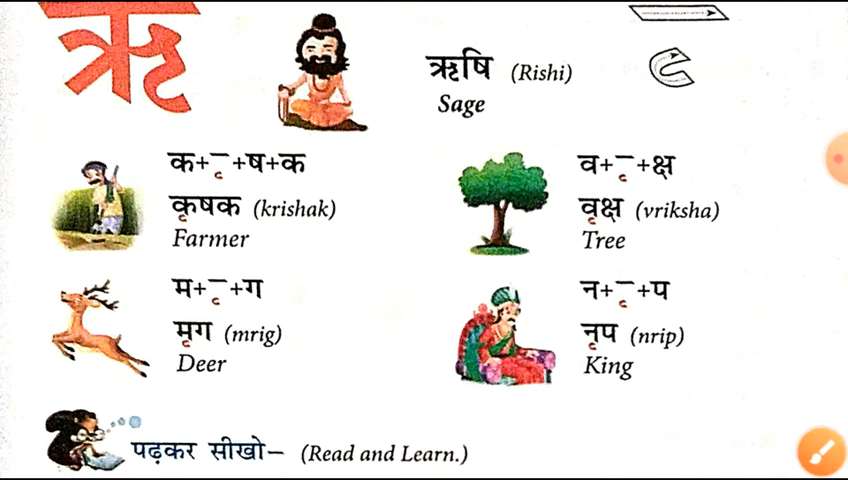 ऋ
ऋषि (Rishi)
Sage
क+ृ+ष+क
कृषक (krishak)
Farmer
व+ृ+क्ष
वृक्ष (vriksha)
Tree
म+ृ+ग
मृग (mrig)
Deer
न+ृ+प
नृप (nrip)
King
पढ़कर सीखो– (Read and Learn.)